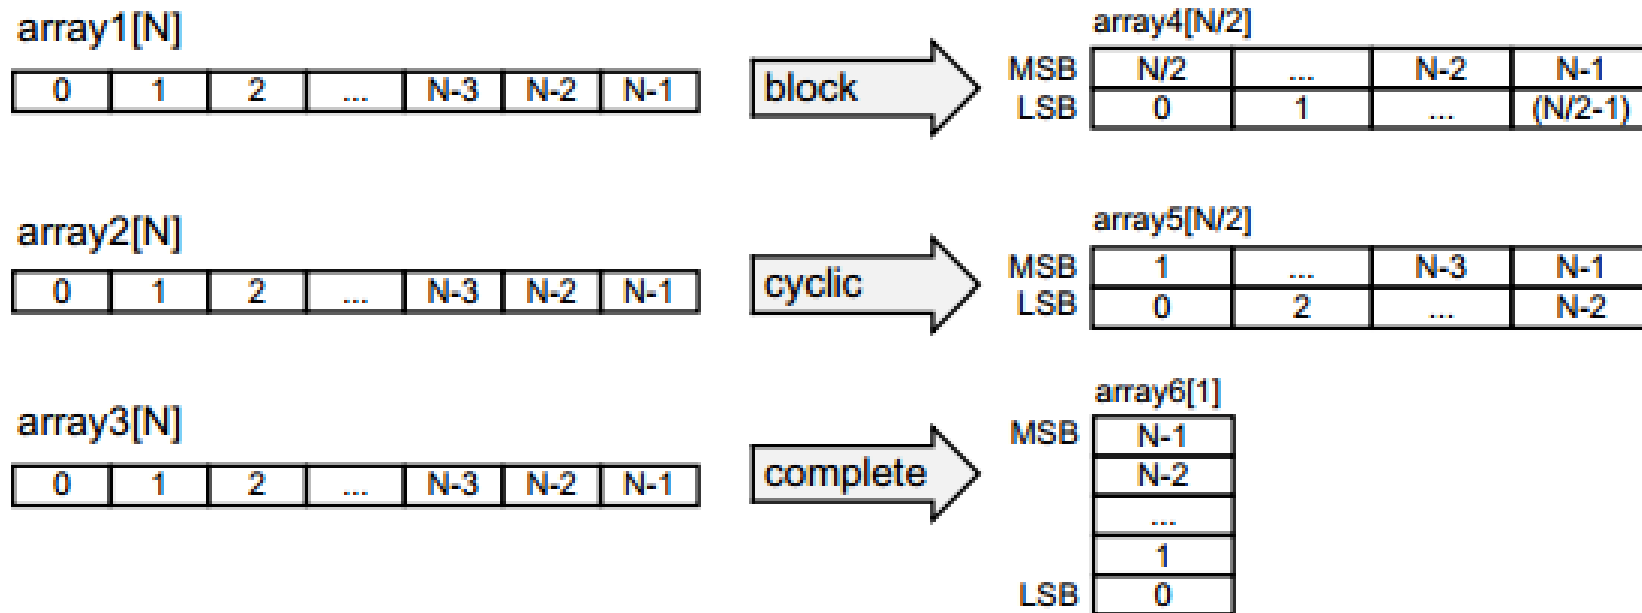 array1[N]
0 1 2 ... N-3 N-2 N-1
block
array4[N/2]
MSB N/2 ... N-2 N-1
LSB 0 1 ... (N/2-1)
array2[N]
0 1 2 ... N-3 N-2 N-1
cyclic
array5[N/2]
MSB 1 ... N-3 N-1
LSB 0 2 ... N-2
array3[N]
0 1 2 ... N-3 N-2 N-1
complete
array6[1]
MSB N-1
N-2
...
1
LSB 0